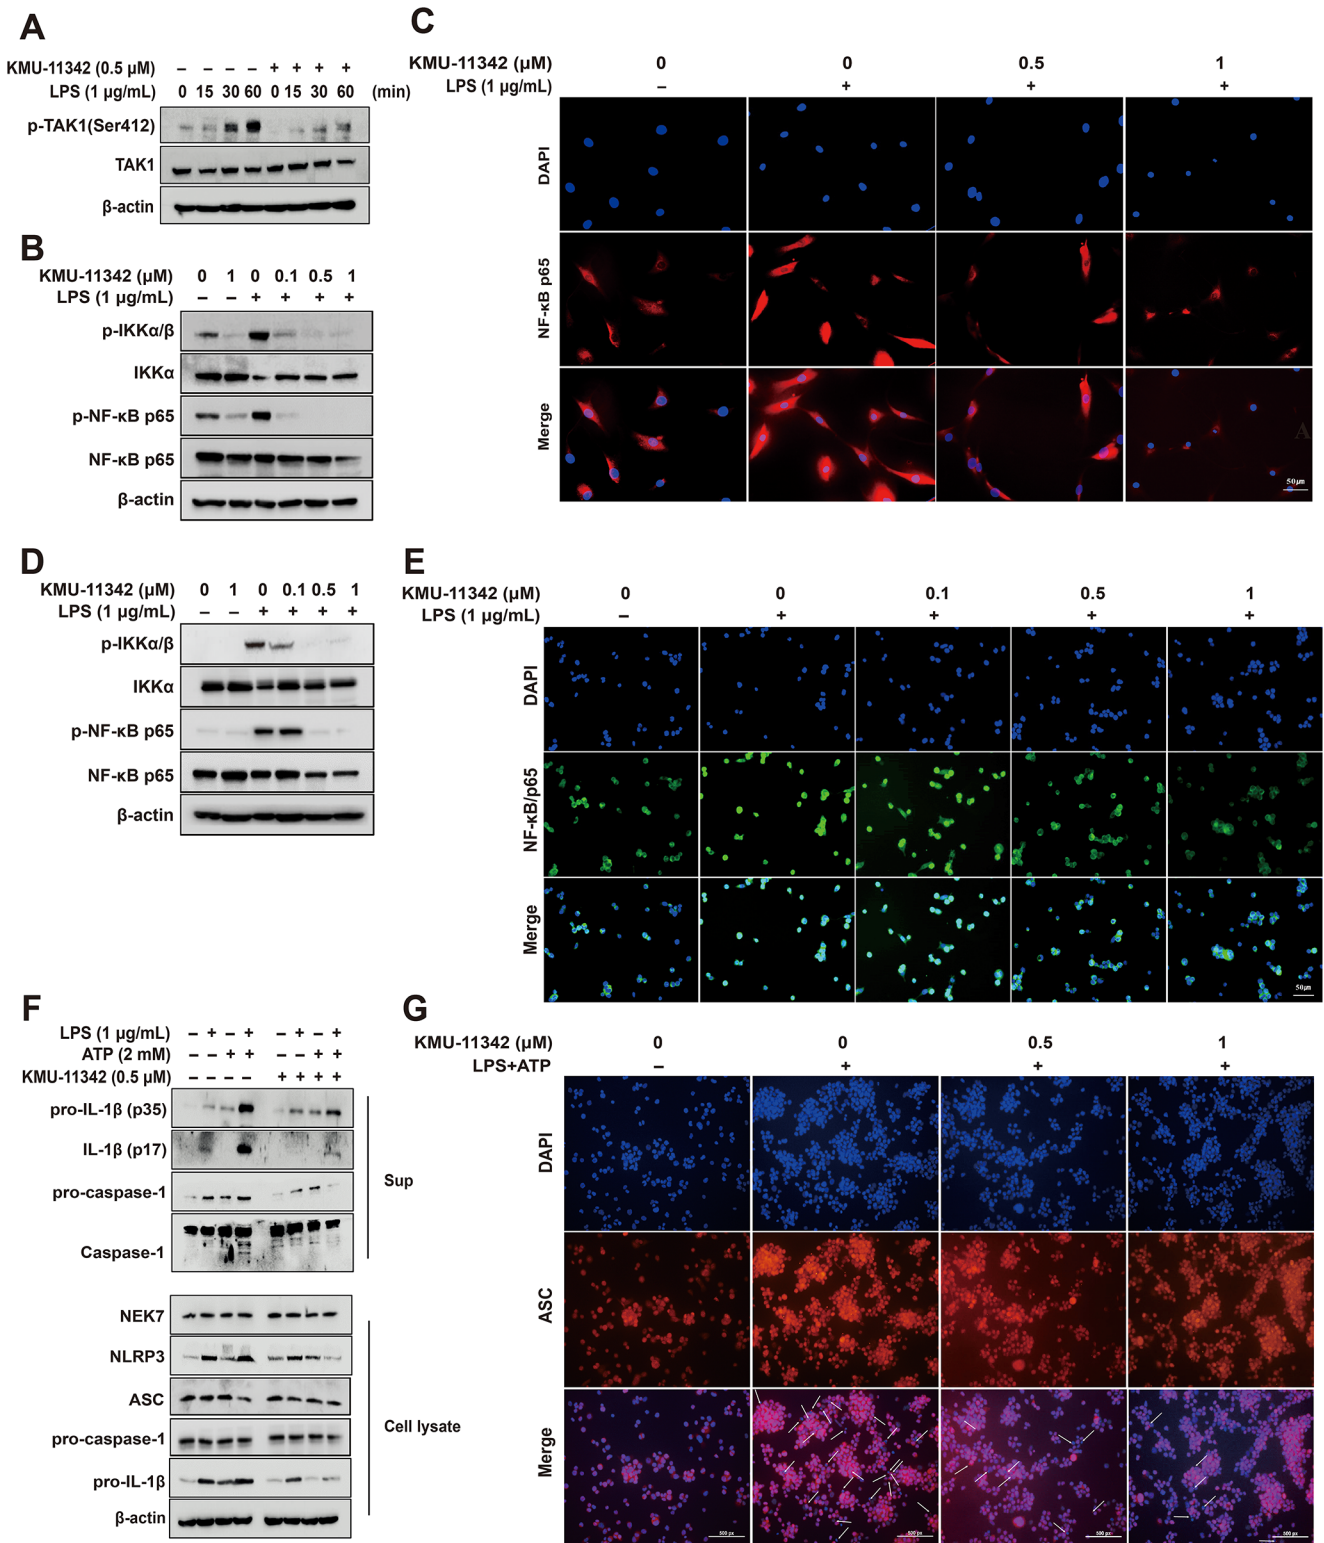 A
KMU-11342 (0.5 μM) – – – – + + + +
LPS (1 μg/mL) 0 15 30 60 0 15 30 60 (min)
p-TAK1(Ser412)
TAK1
β-actin
B
KMU-11342 (μM) 0 1 0 0.1 0.5 1
LPS (1 μg/mL) – – + + + +
p-IKKα/β
IKKα
p-NF-κB p65
NF-κB p65
β-actin
C
KMU-11342 (μM) 0 0 0.5 1
LPS (1 μg/mL) – + + +
DAPI
NF-κB p65
Merge
A
50μm
D
KMU-11342 (μM) 0 1 0 0.1 0.5 1
LPS (1 μg/mL) – – + + + +
p-IKKα/β
IKKα
p-NF-κB p65
NF-κB p65
β-actin
E
KMU-11342 (μM) 0 0 0.1 0.5 1
LPS (1 μg/mL) – + + + +
DAPI
NF-κB/p65
Merge
50μm
F
LPS (1 μg/mL) – + – + – + – +
ATP (2 mM) – – + + – – + +
KMU-11342 (0.5 μM) – – – – + + + +
pro-IL-1β (p35)
IL-1β (p17)
pro-caspase-1
Caspase-1
Sup
NEK7
NLRP3
ASC
pro-caspase-1
pro-IL-1β
β-actin
Cell lysate
G
KMU-11342 (μM) 0 0 0.5 1
LPS+ATP – + + +
DAPI
ASC
Merge
500 px 500 px 500 px 500 px